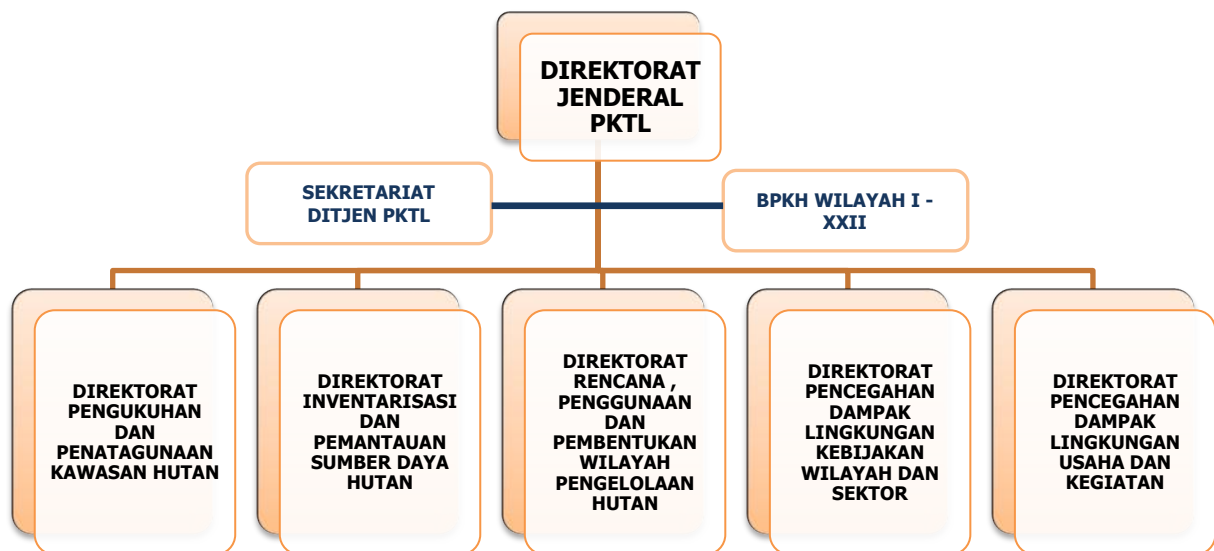 DIREKTORAT
JENDERAL
PKTL
SEKRETARIAT
DITJEN PKTL
BPKH WILAYAH I -
XXII
DIREKTORAT
PENGUKUHAN
DAN
PENATAGUNAAN
KAWASAN HUTAN
DIREKTORAT
INVENTARISASI
DAN
PEMANTAUAN
SUMBER DAYA
HUTAN
DIREKTORAT
RENCANA ,
PENGGUNAAN
DAN
PEMBENTUKAN
WILAYAH
PENGELOLAAN
HUTAN
DIREKTORAT
PENCEGAHAN
DAMPAK
LINGKUNGAN
KEBIJAKAN
WILAYAH DAN
SEKTOR
DIREKTORAT
PENCEGAHAN
DAMPAK
LINGKUNGAN
USAHA DAN
KEGIATAN